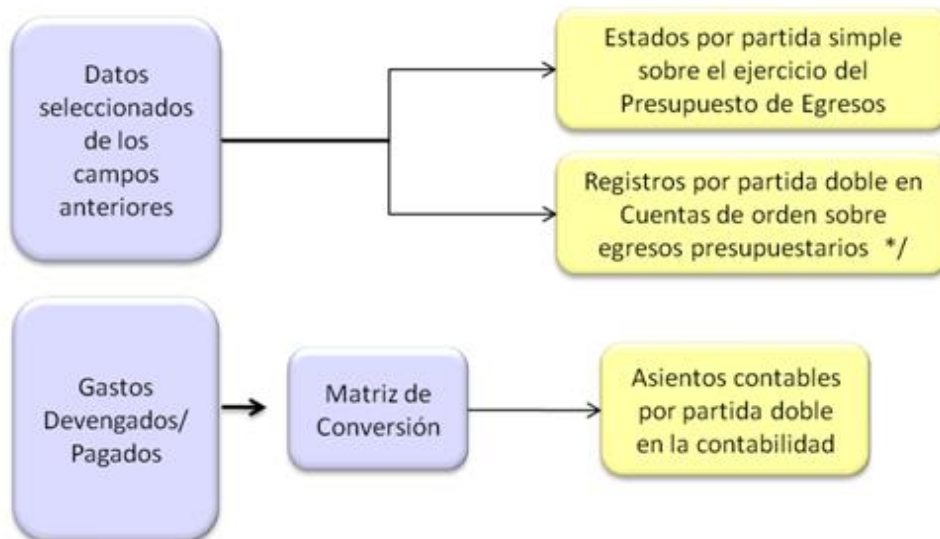 Datos
seleccionados
de los
campos
anteriores
Estados por partida simple
sobre el ejercicio del
Presupuesto de Egresos
Registros por partida doble en
Cuentas de orden sobre
egresos presupuestarios */
Gastos
Devengados/
Pagados
Matriz de
Conversión
Asientos contables
por partida doble
en la contabilidad